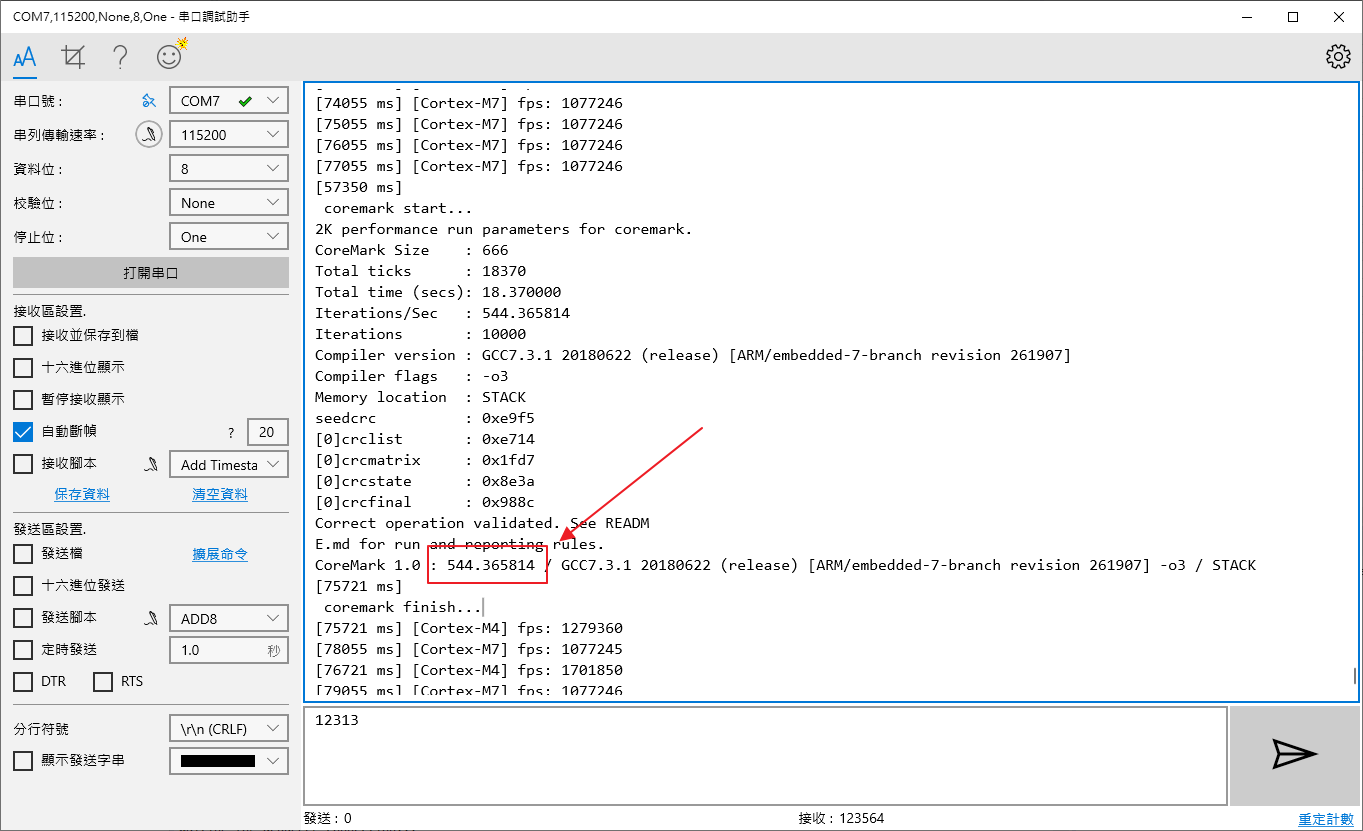 COM7,115200,None,8,One - 串口調試助手
串口號 :
COM7
串列傳輸速率 :
115200
資料位 :
8
校驗位 :
None
停止位 :
One
打開串口
接收區設置.
接收並保存到檔
十六進位顯示
暫停接收顯示
自動斷幀
?
20
接收腳本
Add Timesta
保存資料
清空資料
發送區設置.
發送檔
擴展命令
十六進位發送
發送腳本
ADD8
定時發送
1.0
秒
DTR
RTS
分行符號
\r\n (CRLF)
顯示發送字串
[74055 ms] [Cortex-M7] fps: 1077246
[75055 ms] [Cortex-M7] fps: 1077246
[76055 ms] [Cortex-M7] fps: 1077246
[77055 ms] [Cortex-M7] fps: 1077246
[57350 ms]
coremark start...
2K performance run parameters for coremark.
CoreMark Size    : 666
Total ticks      : 18370
Total time (secs): 18.370000
Iterations/Sec   : 544.365814
Iterations       : 10000
Compiler version : GCC7.3.1 20180622 (release) [ARM/embedded-7-branch revision 261907]
Compiler flags   : -o3
Memory location  : STACK
seedcrc          : 0xe9f5
[0]crclist       : 0xe714
[0]crcmatrix     : 0x1fd7
[0]crcstate      : 0x8e3a
[0]crcfinal      : 0x988c
Correct operation validated. See READM
E.md for run and reporting rules.
CoreMark 1.0 : 544.365814 / GCC7.3.1 20180622 (release) [ARM/embedded-7-branch revision 261907] -o3 / STACK
[75721 ms]
coremark finish...
[75721 ms] [Cortex-M4] fps: 1279360
[78055 ms] [Cortex-M7] fps: 1077245
[76721 ms] [Cortex-M4] fps: 1701850
[79055 ms] [Cortex-M7] fps: 1077246
12313
發送 : 0
接收 : 123564
重定計數